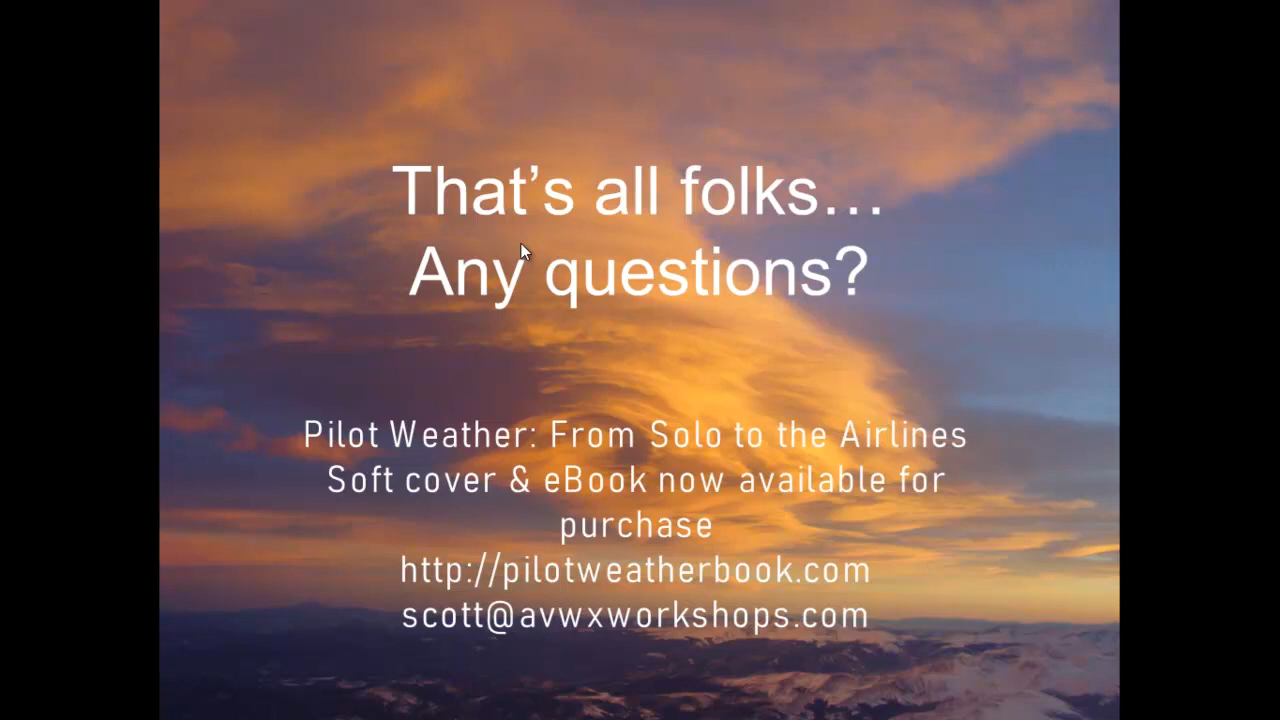 That’s all folks…
Any questions?
Pilot Weather: From Solo to the Airlines
Soft cover & eBook now available for
purchase
http://pilotweatherbook.com
scott@avwxworkshops.com